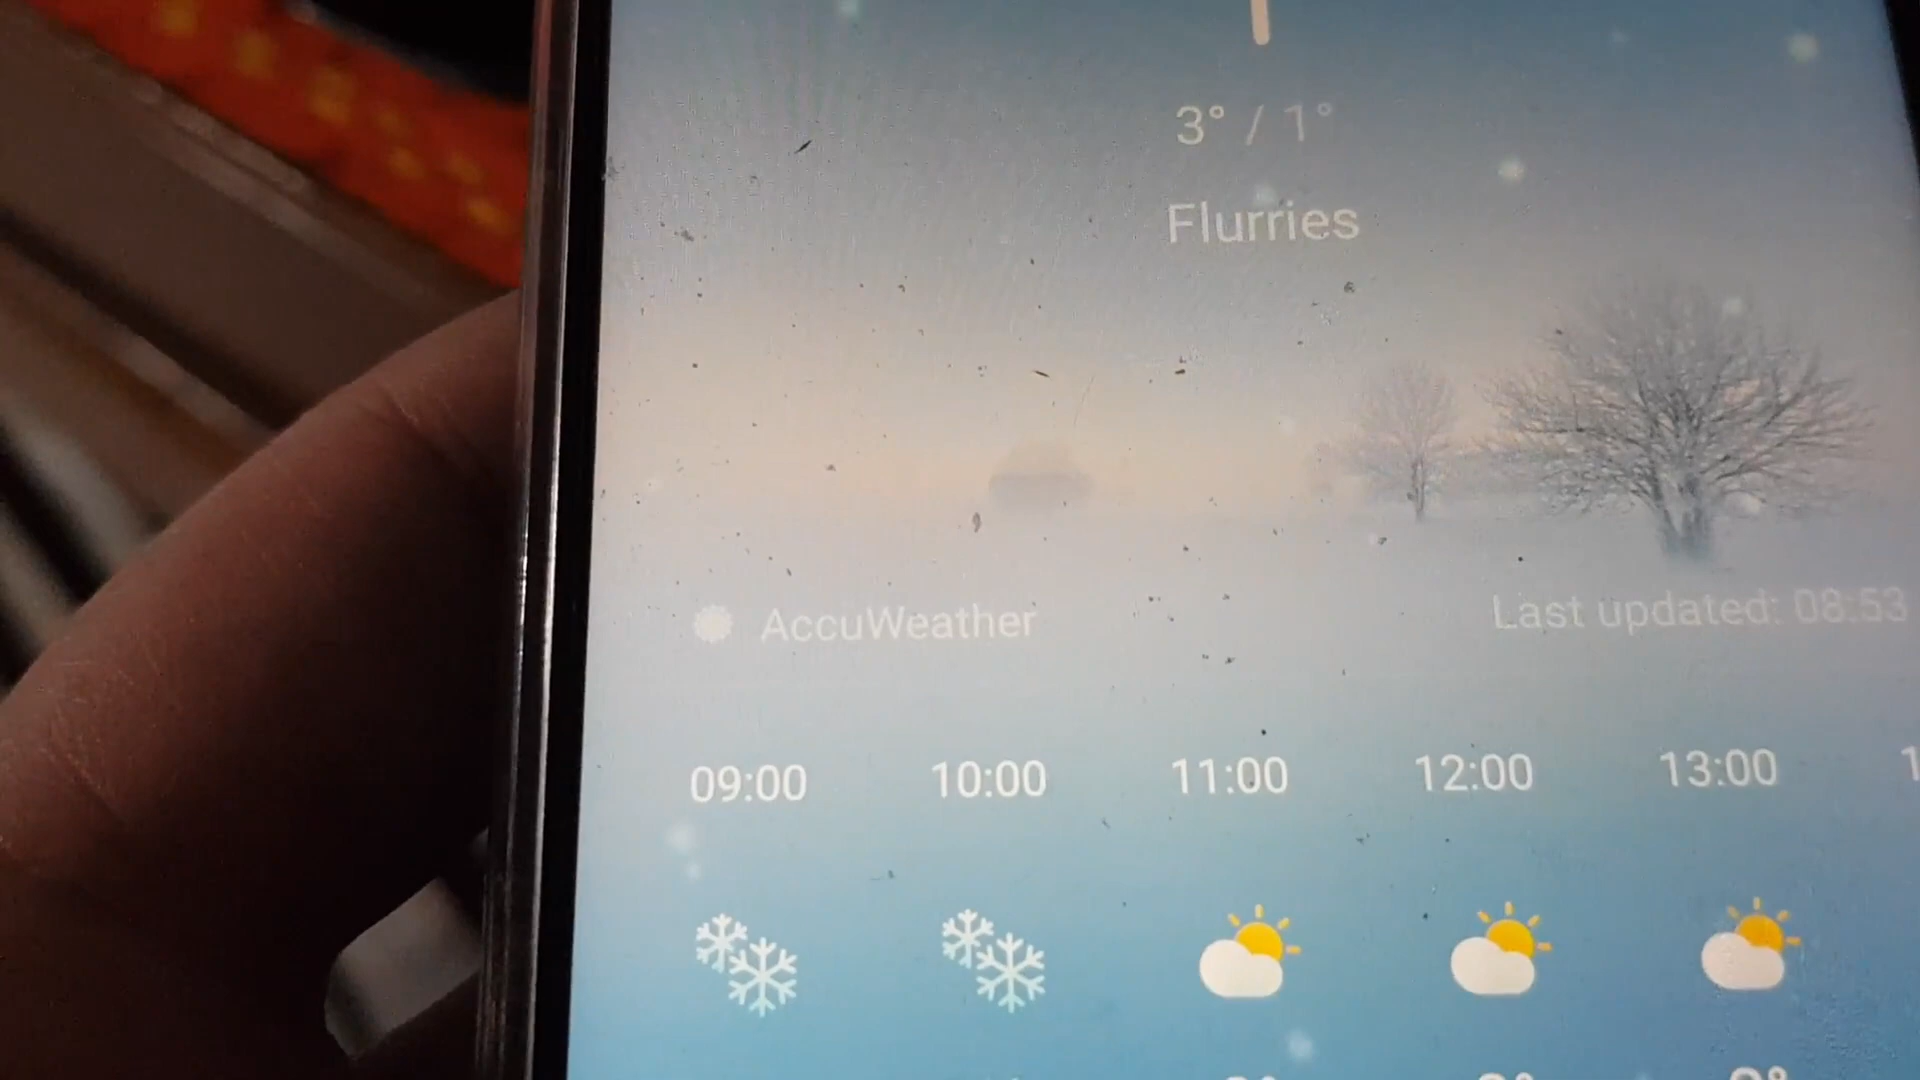 3° / 1°
Flurries
AccuWeather
Last updated: 08:53
09:00 10:00 11:00 12:00 13:00